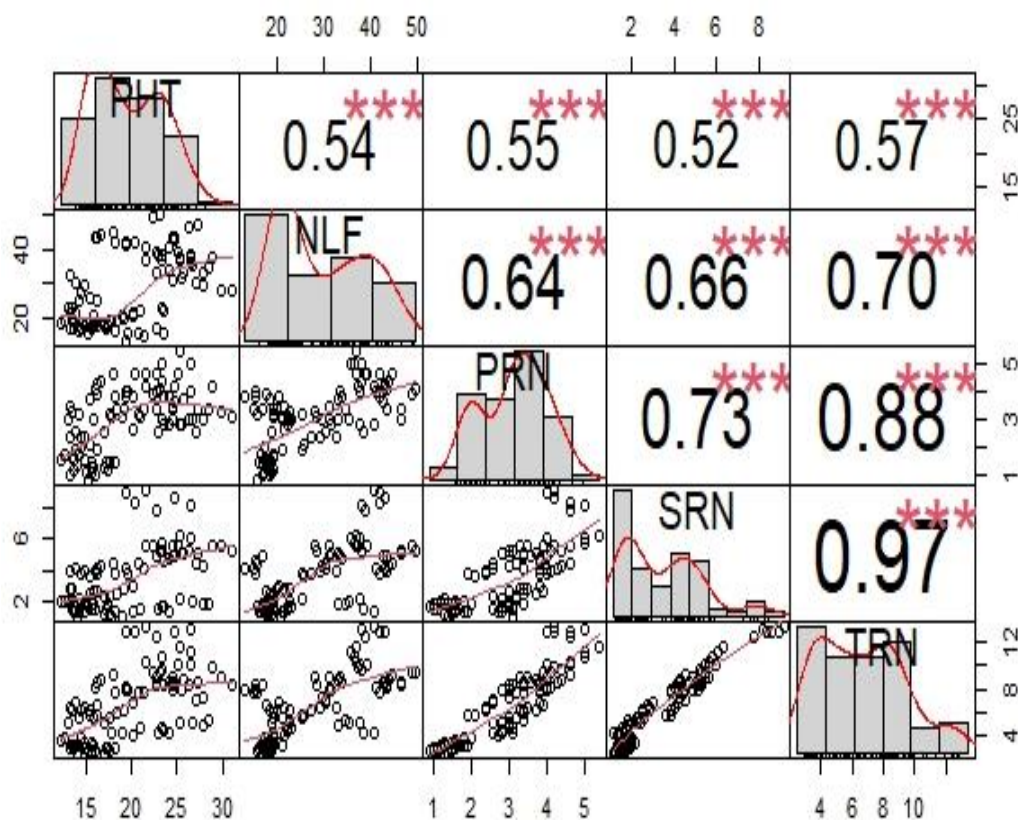 20 30 40 50 2 4 6 8
PHT 0.54*** 0.55*** 0.52*** 0.57*** 15 25
20 40 NLF 0.64*** 0.66*** 0.70***
PRN 0.73*** 0.88*** 1 3 5
2 6 SRN 0.97***
TRN 4 8 12
15 20 25 30 1 2 3 4 5 4 6 8 10